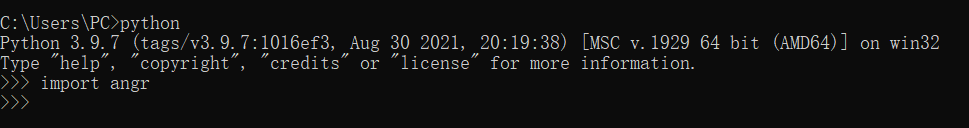 C:\Users\PC>python
Python 3.9.7 (tags/v3.9.7:1016ef3, Aug 30 2021, 20:19:38) [MSC v.1929 64 bit (AMD64)] on win32
Type "help", "copyright", "credits" or "license" for more information.
>>> import angr
>>>